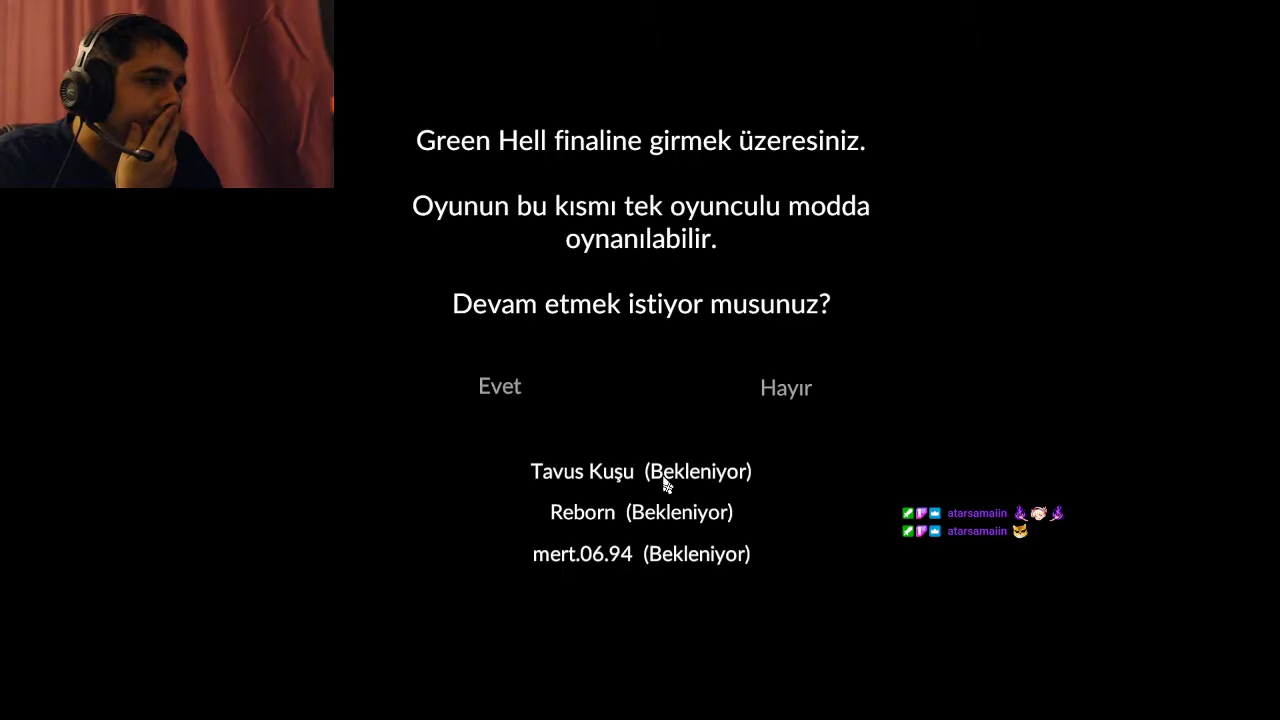 Green Hell finaline girmek üzeresiniz.
Oyunun bu kısmı tek oyunculu modda
oynanılabilir.
Devam etmek istiyor musunuz?
Evet
Hayır
Tavus Kuşu (Bekleniyor)
Reborn (Bekleniyor)
mert.06.94 (Bekleniyor)
atarsamaiin
atarsamaiin